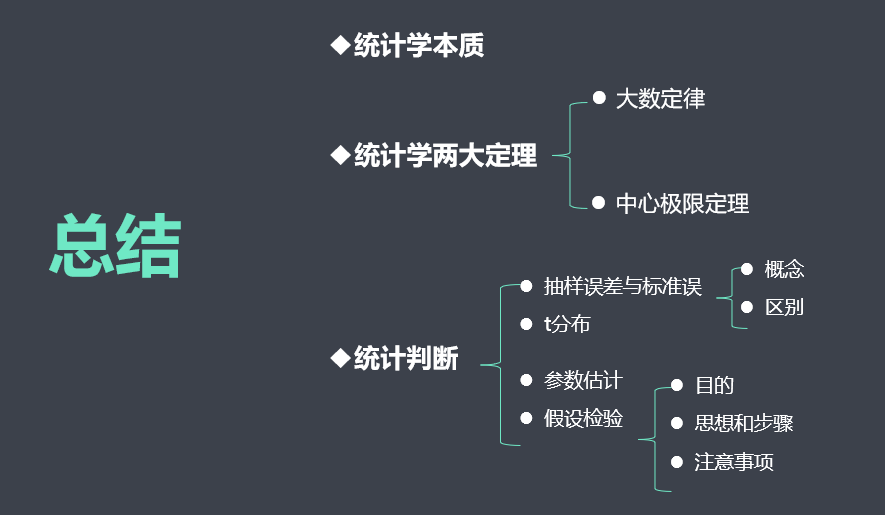 总结
◆统计学本质
◆统计学两大定理
● 大数定律
● 中心极限定理
◆统计判断
● 抽样误差与标准误
● 概念
● 区别
● t分布
● 参数估计
● 假设检验
● 目的
● 思想和步骤
● 注意事项